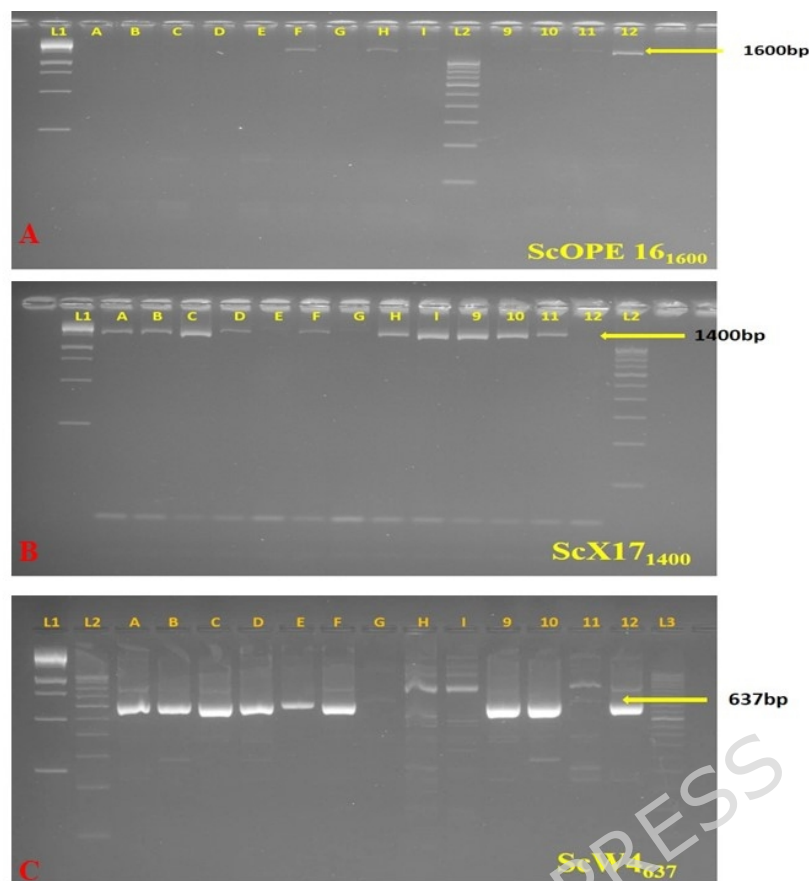 L1 A B C D E F G H I L2 9 10 11 12
1600bp
A
ScOPE 16₁₆₀₀
L1 A B C D E F G H I 9 10 11 12 L2
1400bp
B
ScX17₁₄₀₀
L1 L2 A B C D E F G H I 9 10 11 12 L3
637bp
C
ScW4₆₃₇
PRESS